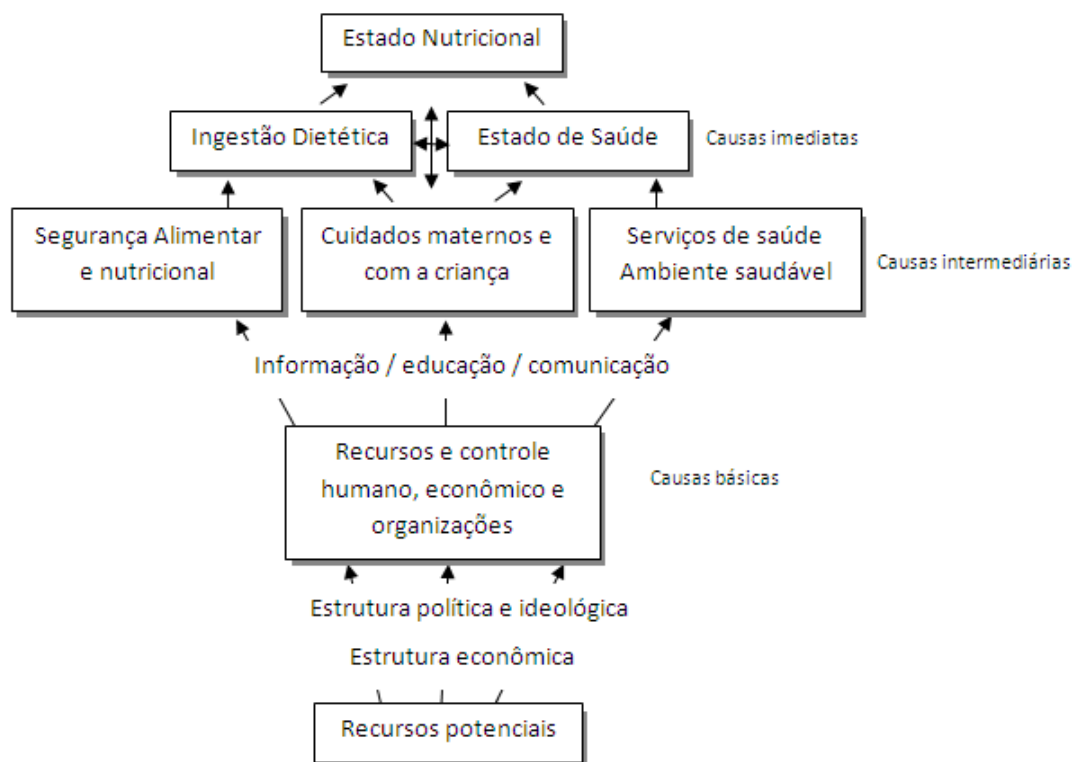 Estado Nutricional
Ingestão Dietética
Estado de Saúde
Causas imediatas
Segurança Alimentar
e nutricional
Cuidados maternos e
com a criança
Serviços de saúde
Ambiente saudável
Causas intermediárias
Informação / educação / comunicação
Recursos e controle
humano, econômico e
organizações
Causas básicas
Estrutura política e ideológica
Estrutura econômica
Recursos potenciais